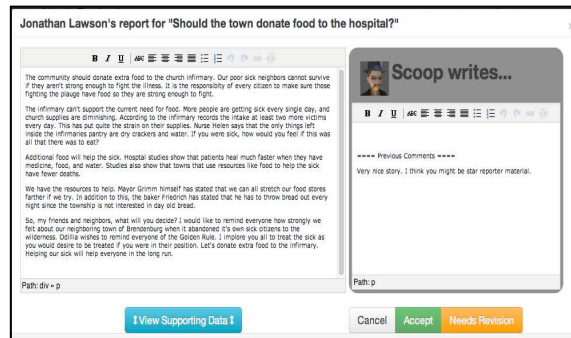 Jonathan Lawson's report for "Should the town donate food to the hospital?"
B I U ABC
The community should donate extra food to the church infirmary. Our poor sick neighbors cannot survive
if they aren't strong enough to fight the illness. It is the responsibility of every citizen to make sure those
fighting the plauge have food so they are strong enough to fight.
The infirmary can't support the current need for food. More people are getting sick every single day, and
church supplies are diminishing. According to the infirmary records the intake at least two more victims
every day. This has put quite the strain on their supplies. Nurse Helen says that the only things left
inside the infirmaries pantry are dry crackers and water. If you were sick, how would you feel if this was
all that there was to eat?
Additional food will help the sick. Hosptal studies show that patients heal much faster when they have
medicine, food, and water. Studies also show that towns that use resources like food to help the sick
have fewer deaths.
We have the resources to help. Mayor Grimm himself has stated that we can all stretch our food stores
farther if we try. In addition to this, the baker Friedrich has stated that he has to throw bread out every
night since the township is not interested in day old bread.
So, my friends and neighbors, what will you decide? I would like to remind everyone how strongly we
felt about our neighboring town of Brendenburg when it abandoned it's own sick citizens to the
wilderness. Odillia wishes to remind everyone of the Golden Rule. I implore you all to treat the sick as
you would desire to be treated if you were in their position. Let's donate extra food to the infirmary.
Helping our sick will help everyone in the long run.
Path: div » p
View Supporting Data
Scoop writes...
B I U ABC
==== Previous Comments ====
Very nice story. I think you might be star reporter material.
Path: p
Cancel
Accept
Needs Revision